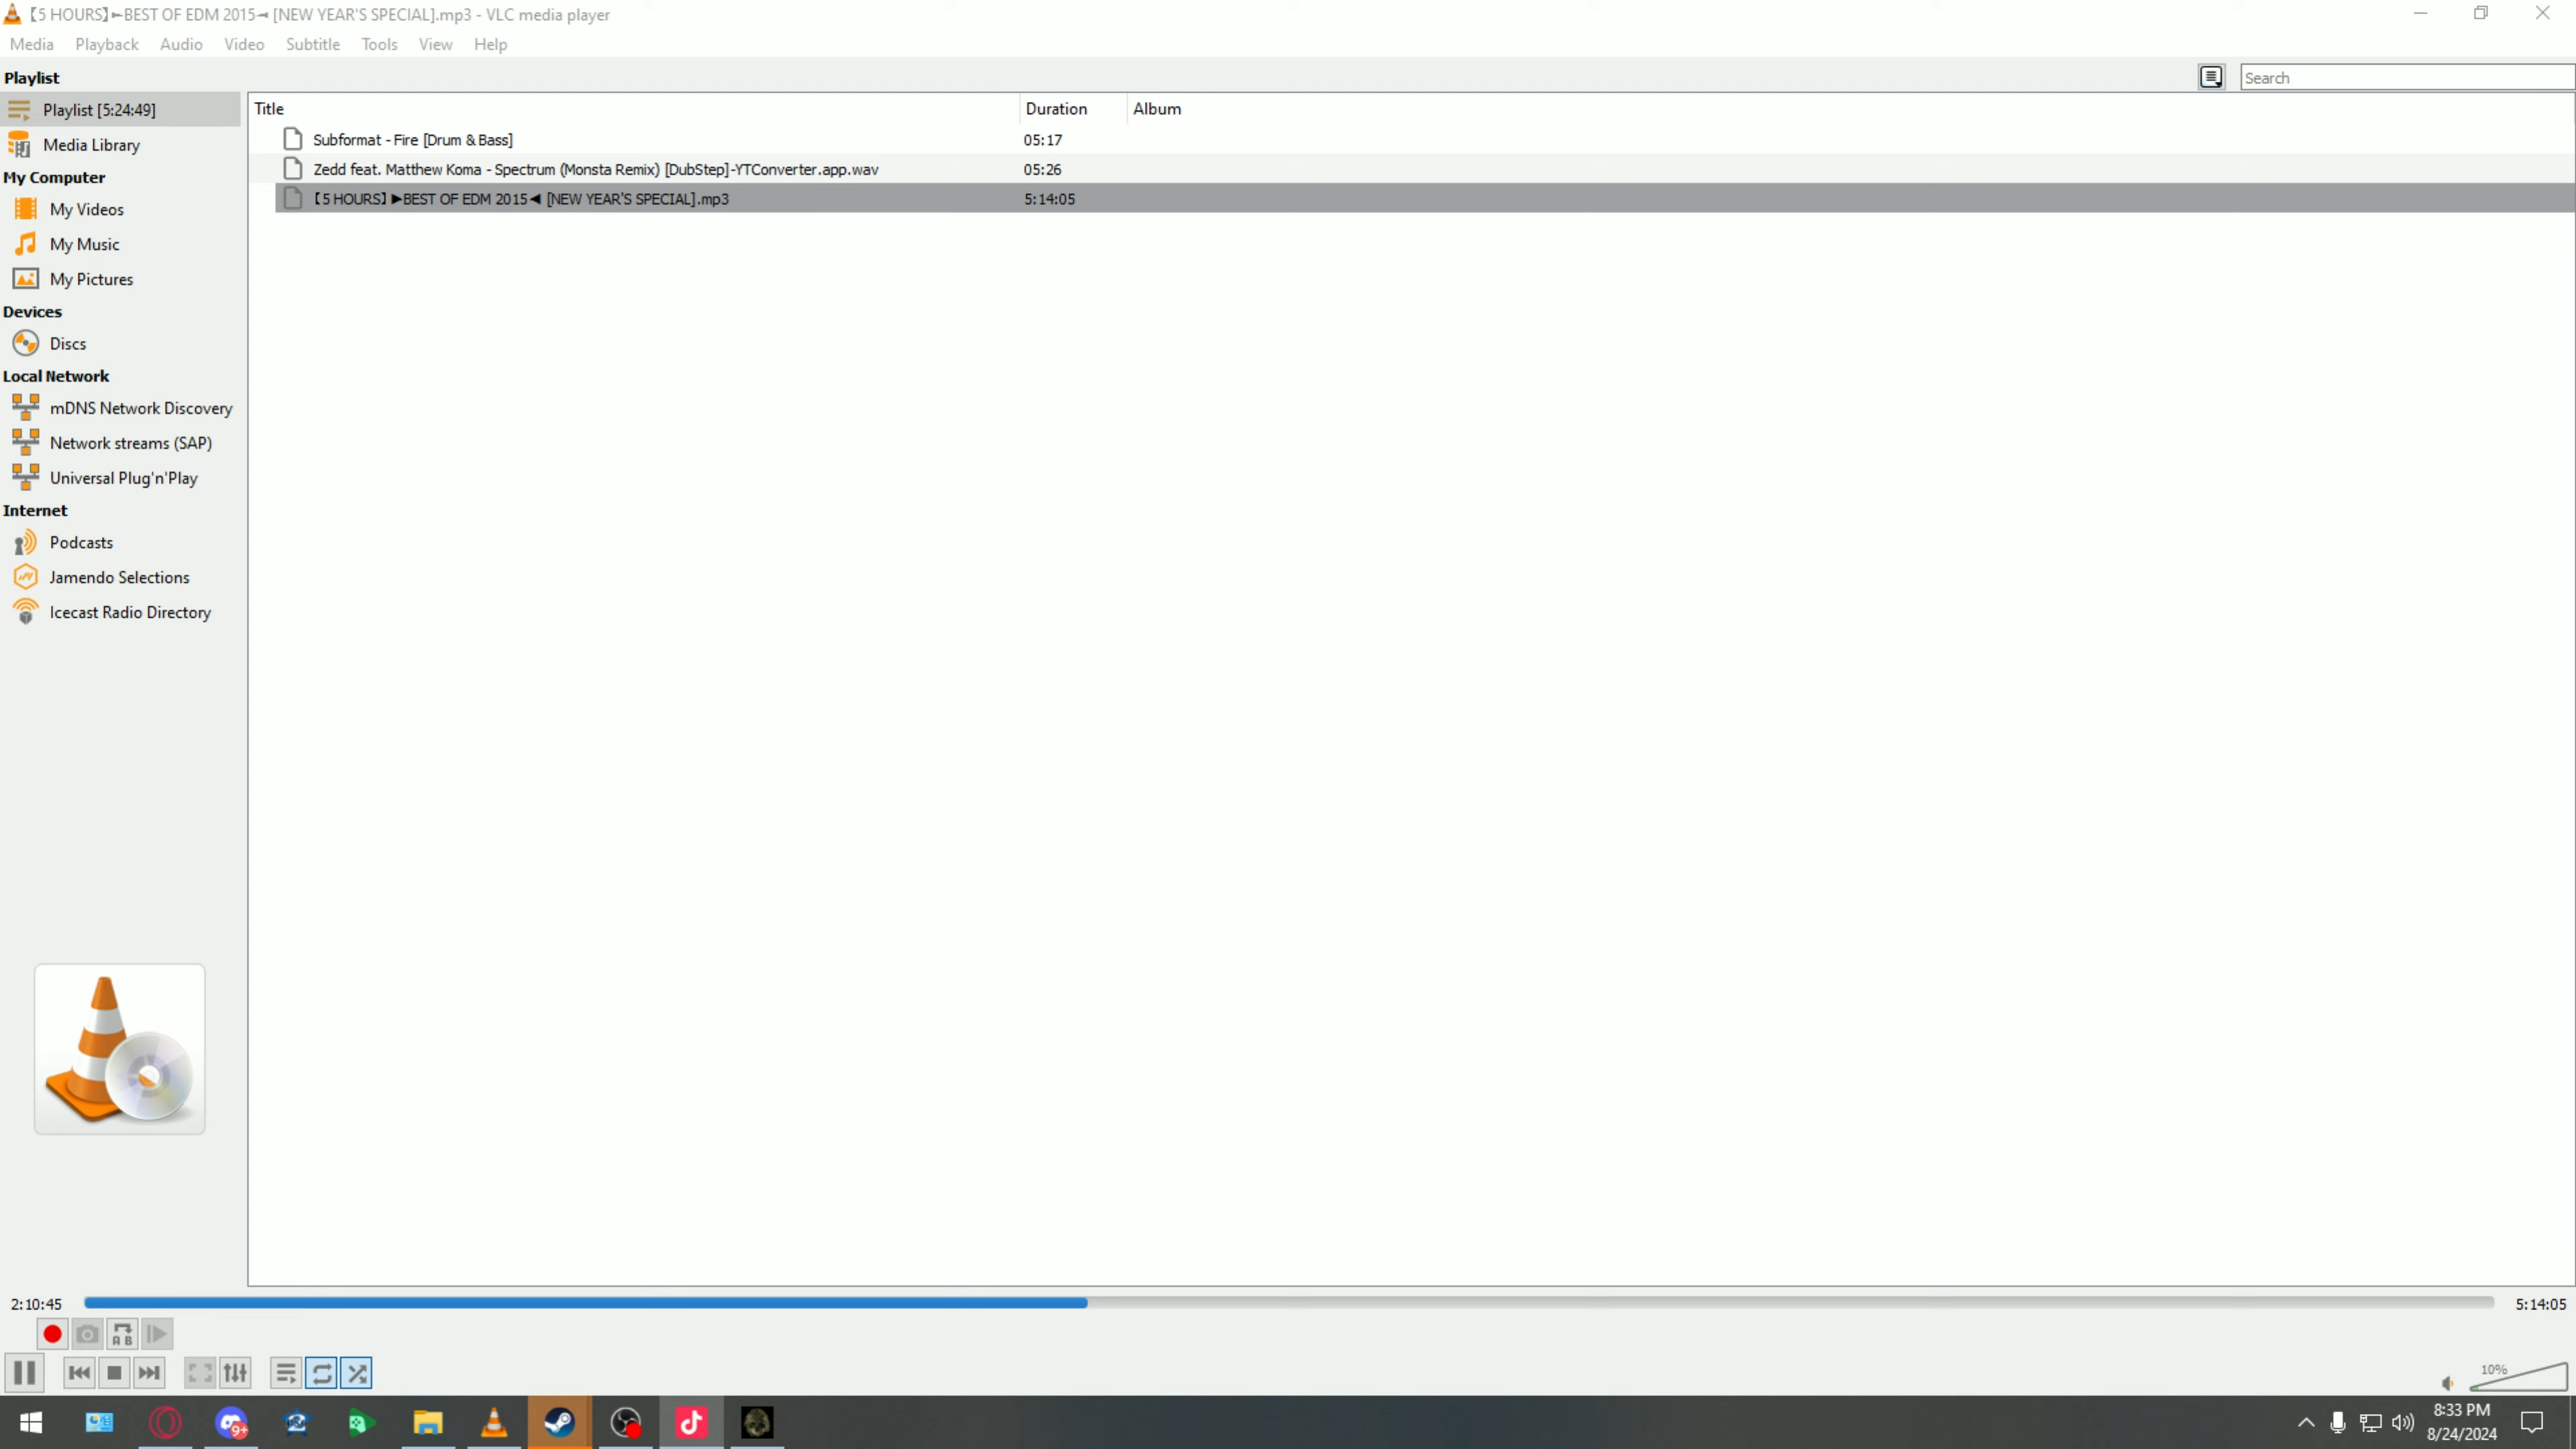 【5 HOURS】►BEST OF EDM 2015◄ [NEW YEAR'S SPECIAL].mp3 - VLC media player
Media Playback Audio Video Subtitle Tools View Help
Playlist
Search
Playlist [5:24:49]
Media Library
My Computer
My Videos
My Music
My Pictures
Devices
Discs
Local Network
mDNS Network Discovery
Network streams (SAP)
Universal Plug'n'Play
Internet
Podcasts
Jamendo Selections
Icecast Radio Directory
Title Duration Album
Subformat - Fire [Drum & Bass] 05:17
Zedd feat. Matthew Koma - Spectrum (Monsta Remix) [DubStep]-YTConverter.app.wav 05:26
【5 HOURS】►BEST OF EDM 2015◄ [NEW YEAR'S SPECIAL].mp3 5:14:05
2:10:45 5:14:05
A B
10%
9+
8:33 PM
8/24/2024